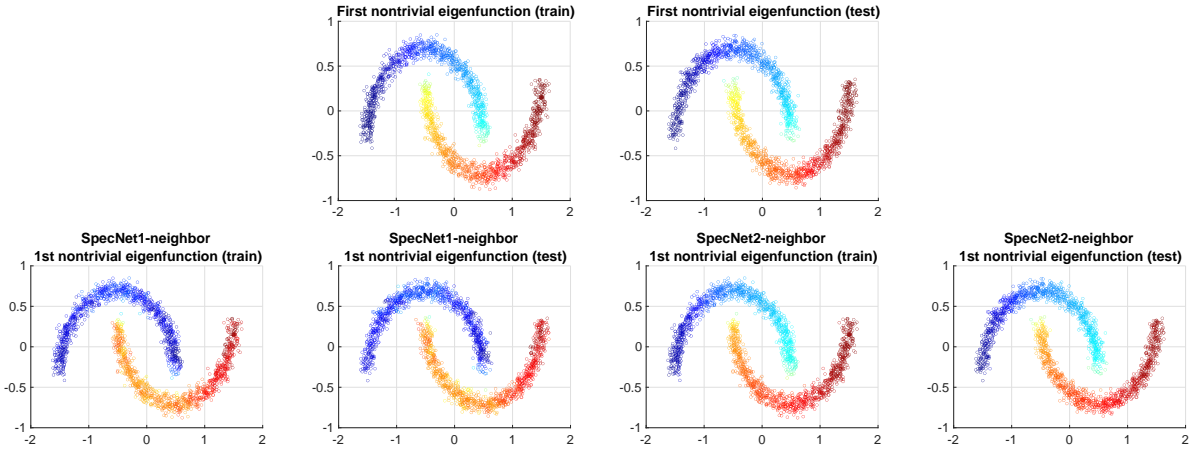 First nontrivial eigenfunction (train)
1
0.5
0
-0.5
-1
-2 -1 0 1 2
First nontrivial eigenfunction (test)
1
0.5
0
-0.5
-1
-2 -1 0 1 2
SpecNet1-neighbor
1st nontrivial eigenfunction (train)
1
0.5
0
-0.5
-1
-2 -1 0 1 2
SpecNet1-neighbor
1st nontrivial eigenfunction (test)
1
0.5
0
-0.5
-1
-2 -1 0 1 2
SpecNet2-neighbor
1st nontrivial eigenfunction (train)
1
0.5
0
-0.5
-1
-2 -1 0 1 2
SpecNet2-neighbor
1st nontrivial eigenfunction (test)
1
0.5
0
-0.5
-1
-2 -1 0 1 2